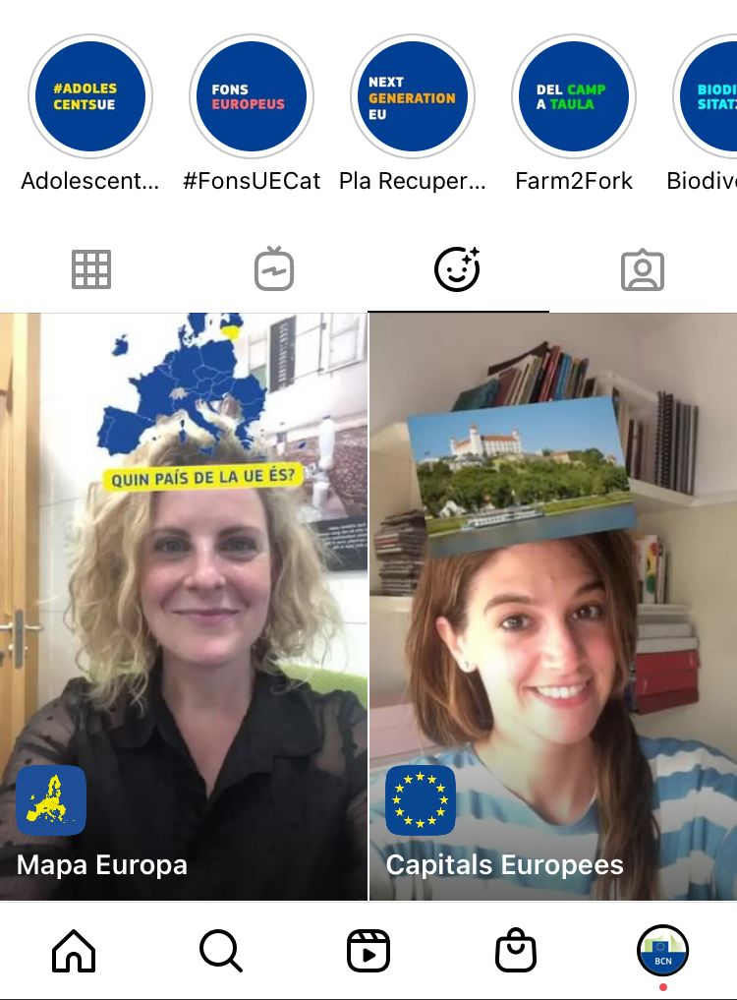 #ADOLES
CENTSUE
FONS
EUROPEUS
NEXT
GENERATION
EU
DEL CAMP
A TAULA
BIODI
SITAT
Adolescent...
#FonsUECat
Pla Recuper...
Farm2Fork
Biodive
QUIN PAÍS DE LA UE ÉS?
Mapa Europa
Capitals Europees
BCN